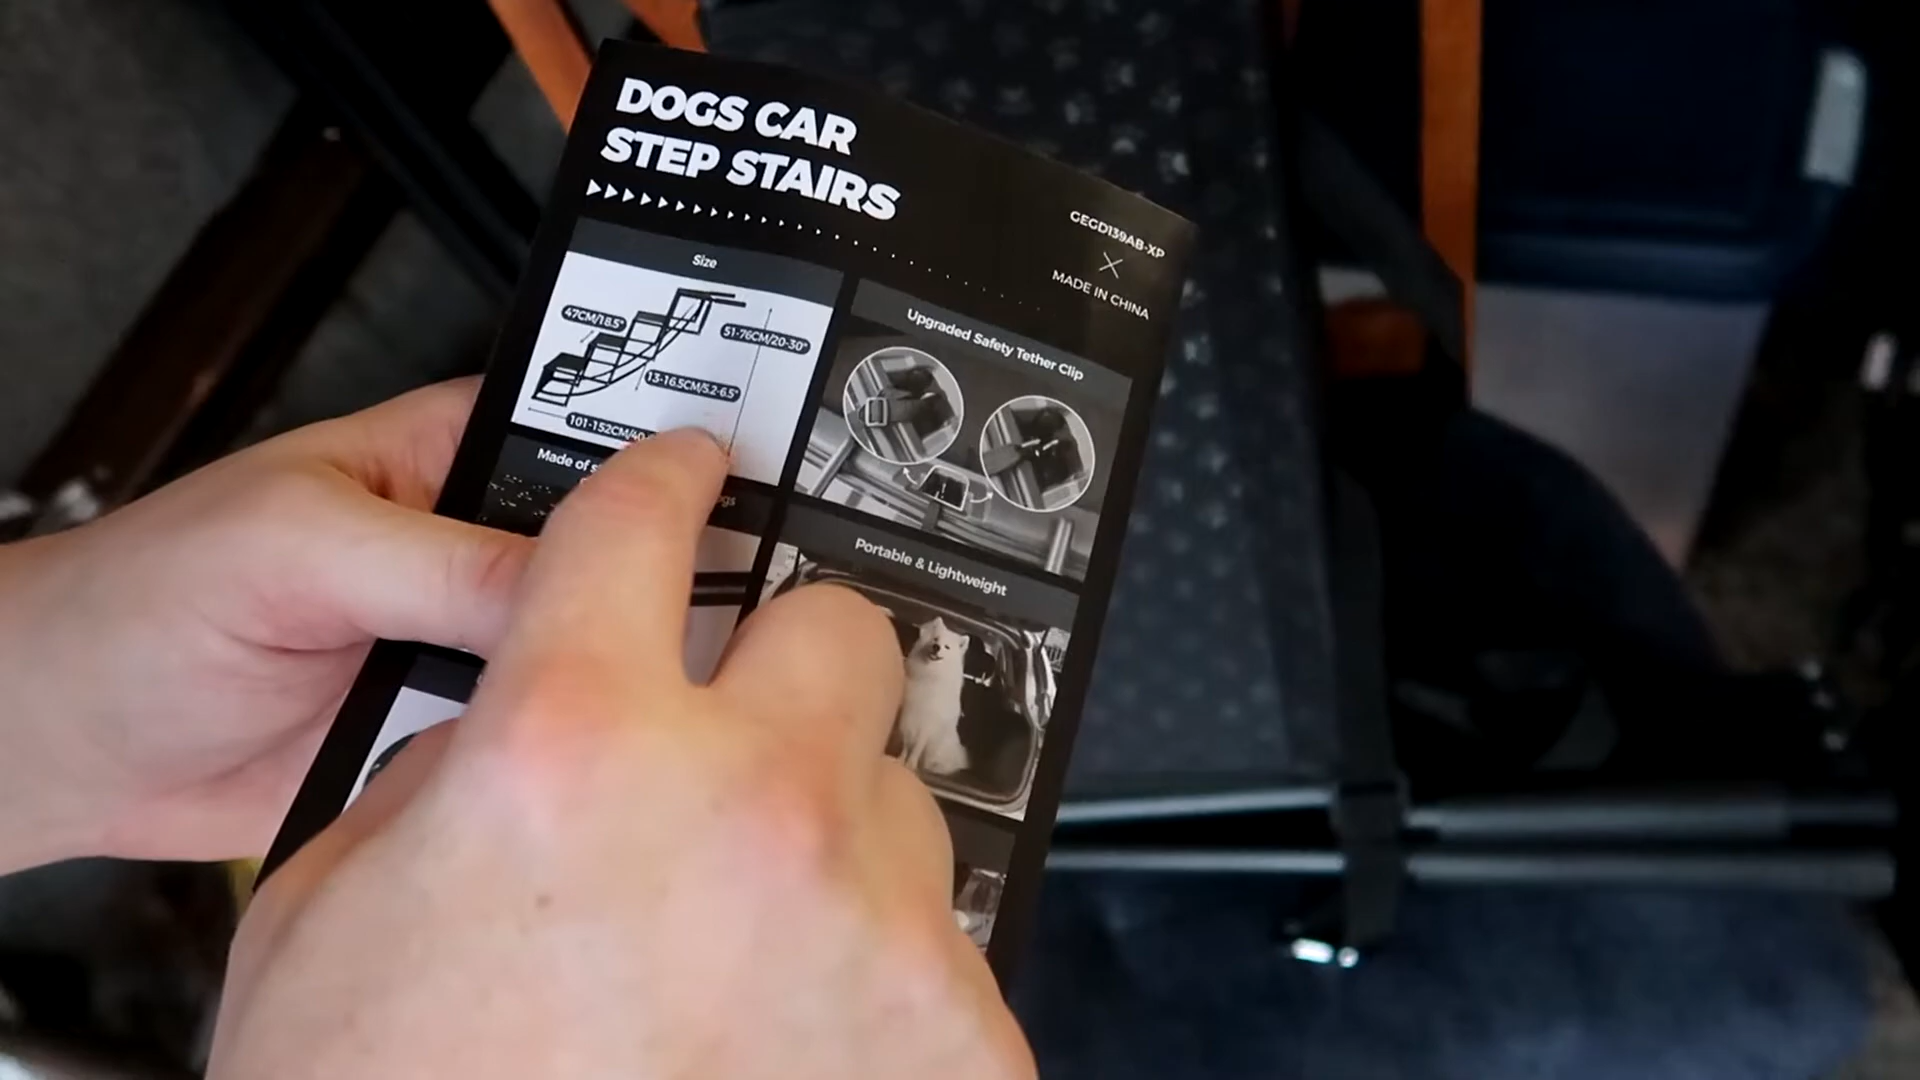 DOGS CAR
STEP STAIRS
GEGD139AB-XP
MADE IN CHINA
Size
47CM/18.5"
51-76CM/20-30"
13-16.5CM/5.2-6.5"
101-152CM/40
Upgraded Safety Tether Clip
Made of
Portable & Lightweight